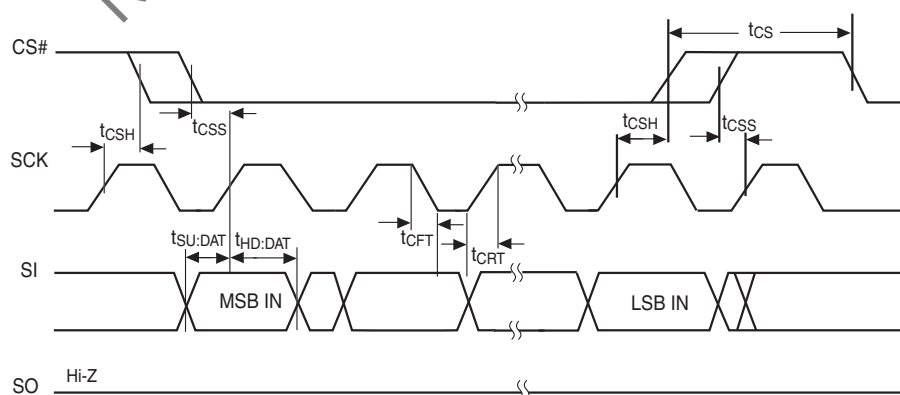 CS#
tCS
tCSH
tCSS
tCSH
tCSS
SCK
tSU:DAT
tHD:DAT
tCFT
tCRT
SI
MSB IN
LSB IN
SO
Hi-Z